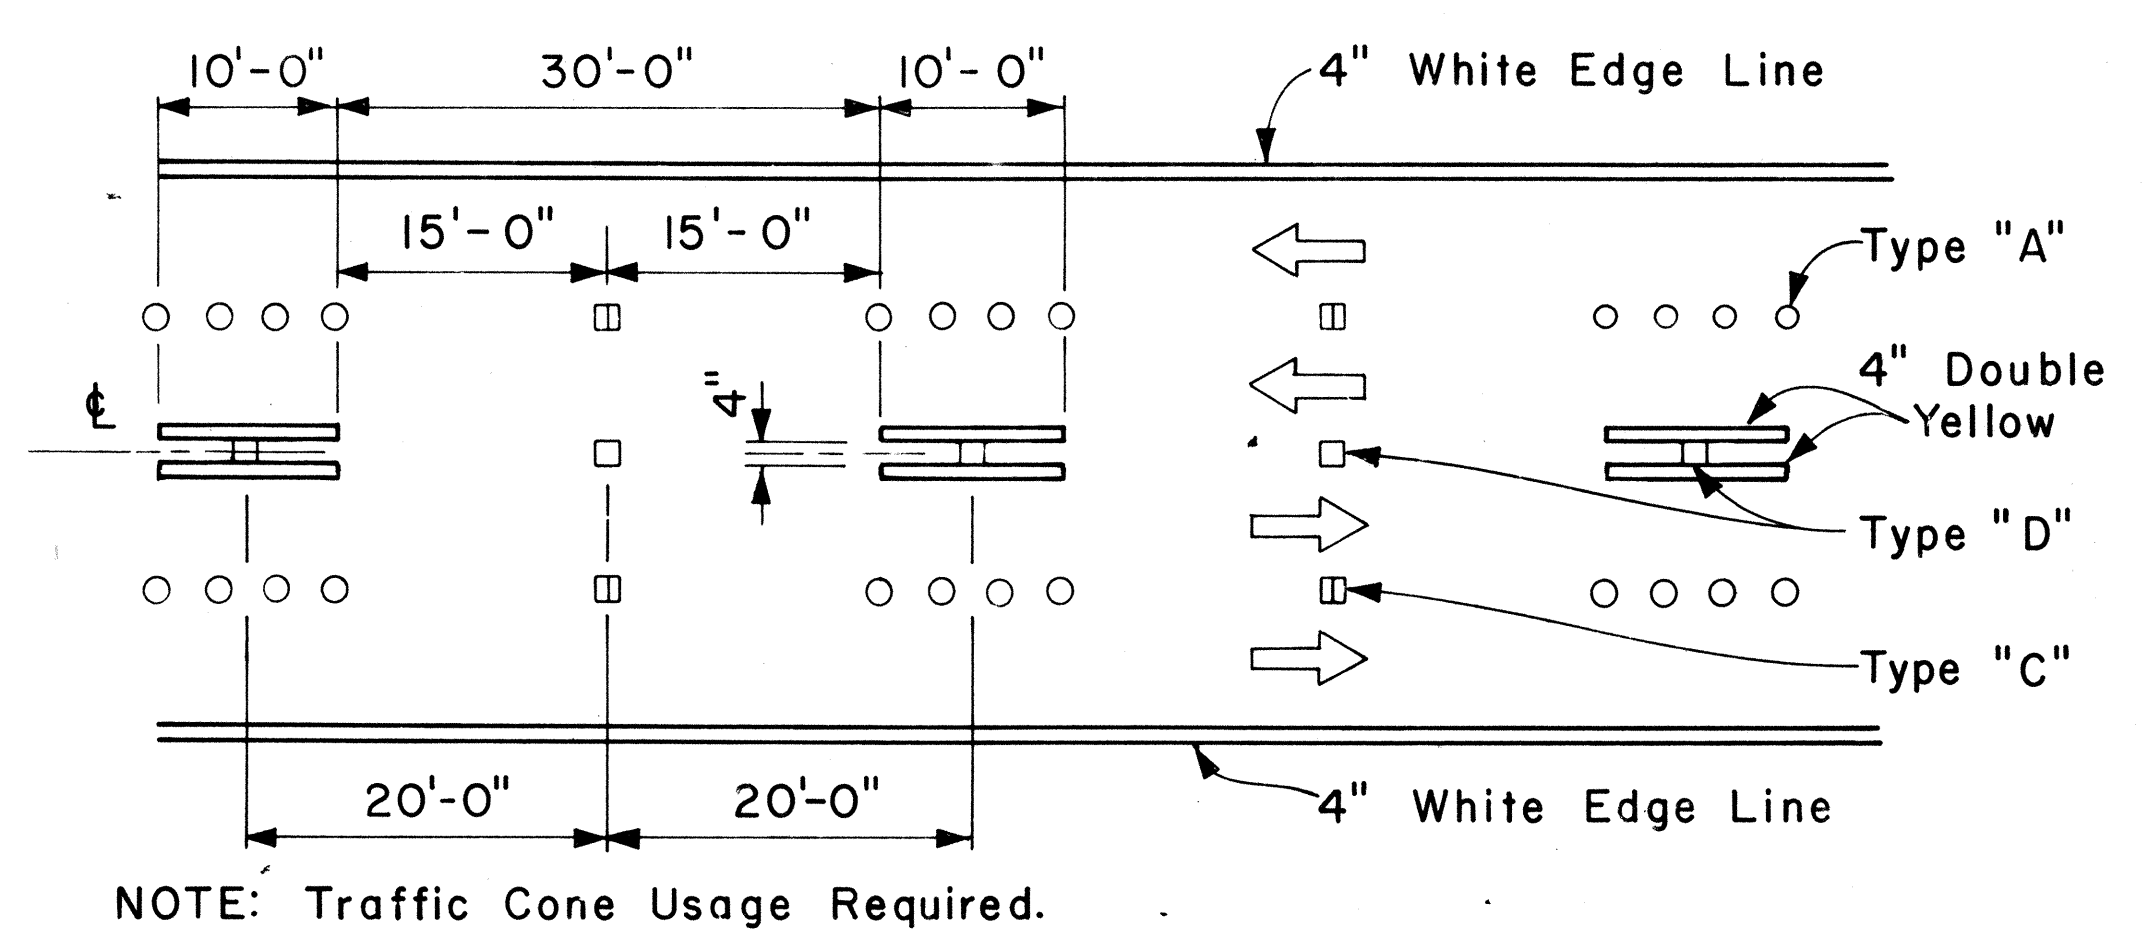 10'-0" 30'-0" 10'-0" 4" White Edge Line
15'-0" 15'-0" Type "A"
4" Double
Yellow
℄ 4"
Type "D"
Type "C"
20'-0" 20'-0" 4" White Edge Line
NOTE: Traffic Cone Usage Required.